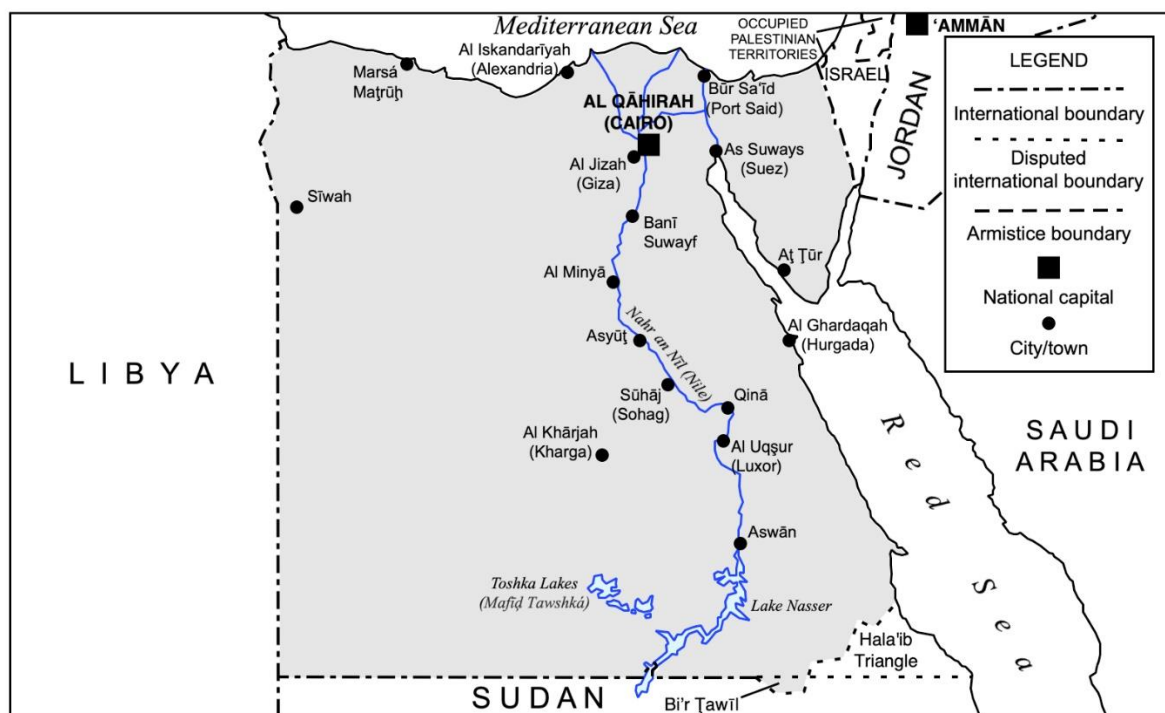 Mediterranean Sea
OCCUPIED
PALESTINIAN
TERRITORIES
‘AMMĀN
Al Iskandarīyah
(Alexandria)
Marsá
Maţrūḩ
ISRAEL
LEGEND
International boundary
Disputed
international boundary
Armistice boundary
National capital
City/town
JORDAN
AL QĀHIRAH
(CAIRO)
Būr Sa'īd
(Port Said)
Al Jizah
(Giza)
As Suways
(Suez)
Sīwah
Banī
Suwayf
Aţ Ţūr
Al Minyā
Nahr an Nīl (Nile)
Asyūţ
Al Ghardaqah
(Hurgada)
LIBYA
Sūhāj
(Sohag)
Qinā
Al Khārjah
(Kharga)
Al Uqşur
(Luxor)
Red Sea
SAUDI
ARABIA
Aswān
Toshka Lakes
(Mafīḑ Tawshká)
Lake Nasser
Hala'ib
Triangle
SUDAN
Bi'r Ţawīl